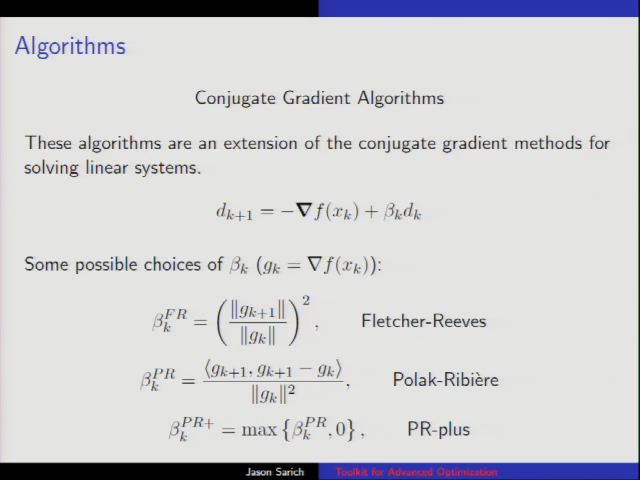 Algorithms
Conjugate Gradient Algorithms
These algorithms are an extension of the conjugate gradient methods for
solving linear systems.
d_{k+1} = −∇f(x_k) + β_k d_k
Some possible choices of β_k (g_k = ∇f(x_k)):
β_k^{FR} = (‖g_{k+1}‖ / ‖g_k‖)^2, Fletcher-Reeves
β_k^{PR} = ⟨g_{k+1}, g_{k+1} − g_k⟩ / ‖g_k‖^2, Polak-Ribière
β_k^{PR+} = max {β_k^{PR}, 0}, PR-plus
Jason Sarich Toolkit for Advanced Optimization